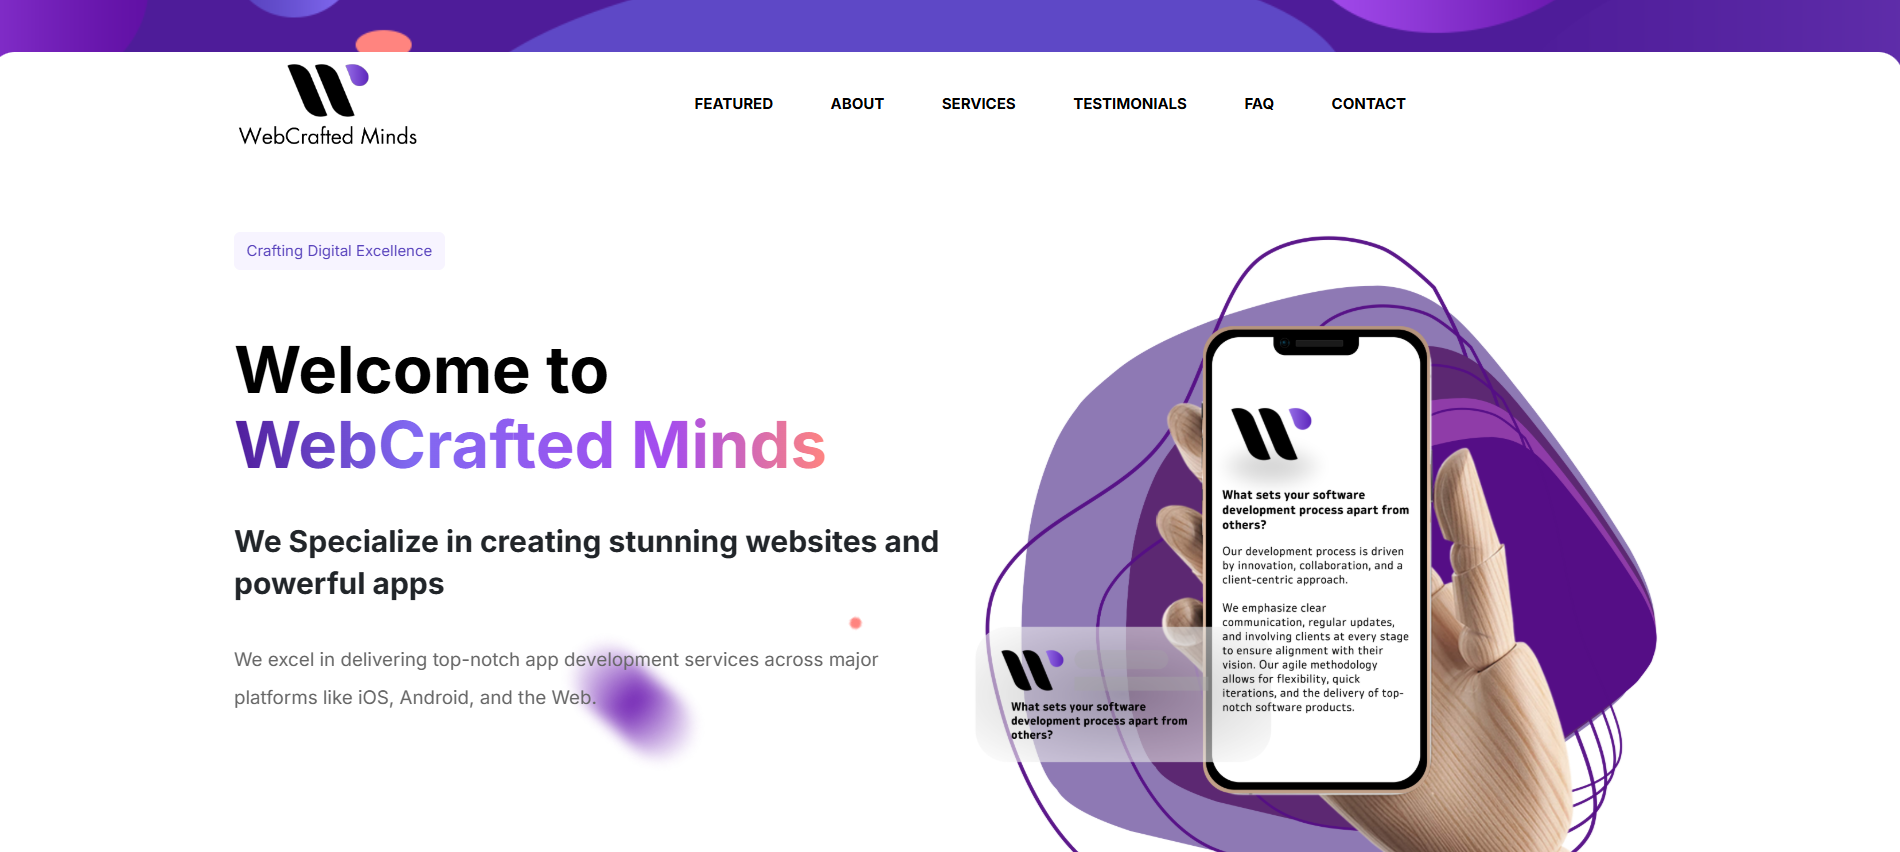 WebCrafted Minds
FEATURED
ABOUT
SERVICES
TESTIMONIALS
FAQ
CONTACT
Crafting Digital Excellence
Welcome to
WebCrafted Minds
We Specialize in creating stunning websites and
powerful apps
We excel in delivering top-notch app development services across major
platforms like iOS, Android, and the Web.
What sets your software
development process apart from
others?
Our development process is driven
by innovation, collaboration, and a
client-centric approach.
We emphasize clear
communication, regular updates,
and involving clients at every stage
to ensure alignment with their
vision. Our agile methodology
allows for flexibility, quick
iterations, and the delivery of top-
notch software products.
What sets your software
development process apart from
others?